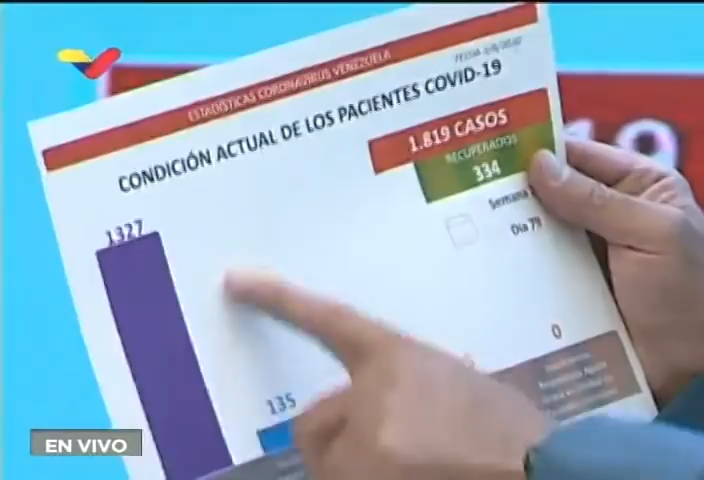 ESTADÍSTICAS CORONAVIRUS VENEZUELA
CONDICIÓN ACTUAL DE LOS PACIENTES COVID-19
1.819 CASOS
RECUPERADOS
334
Semana
Día 79
1327
135
0
19
EN VIVO